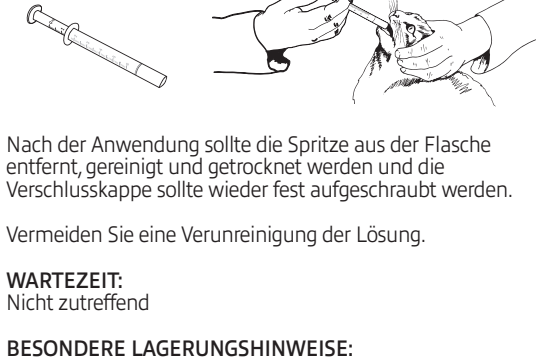 Nach der Anwendung sollte die Spritze aus der Flasche
entfernt, gereinigt und getrocknet werden und die
Verschlusskappe sollte wieder fest aufgeschraubt werden.
Vermeiden Sie eine Verunreinigung der Lösung.
WARTEZEIT:
Nicht zutreffend
BESONDERE LAGERUNGSHINWEISE: